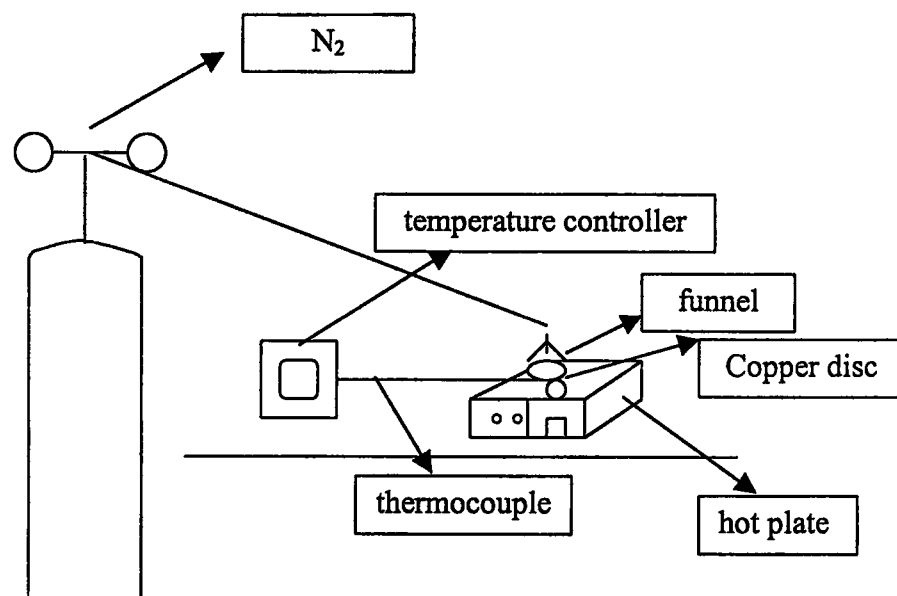 N₂
temperature controller
funnel
Copper disc
thermocouple
hot plate